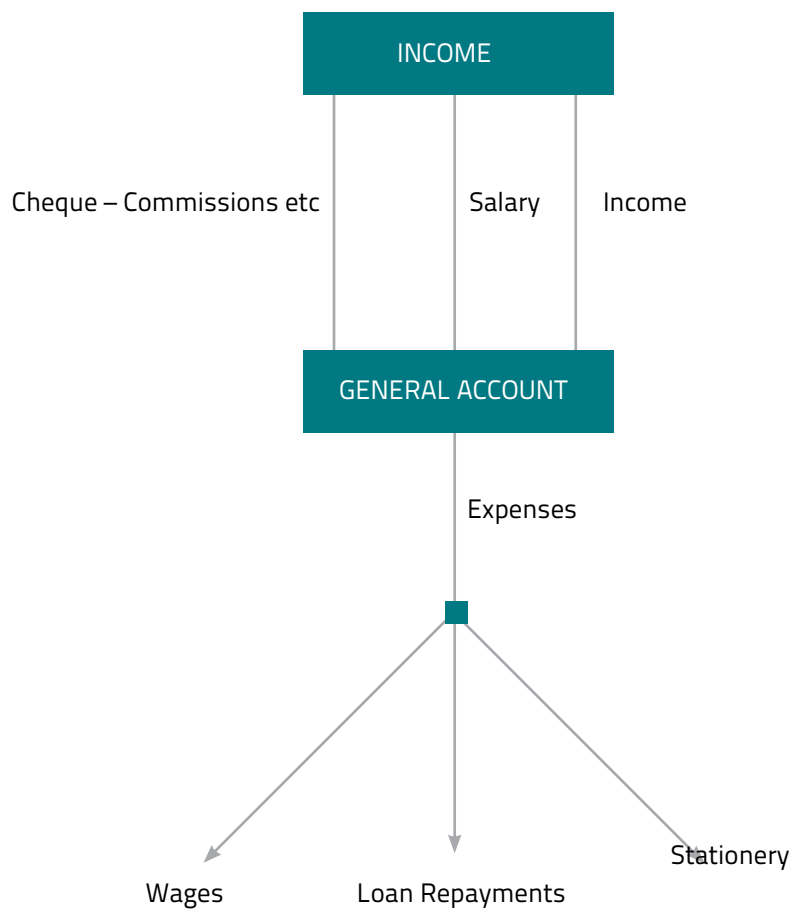 INCOME
Cheque – Commissions etc
Salary
Income
GENERAL ACCOUNT
Expenses
Stationery
Wages
Loan Repayments